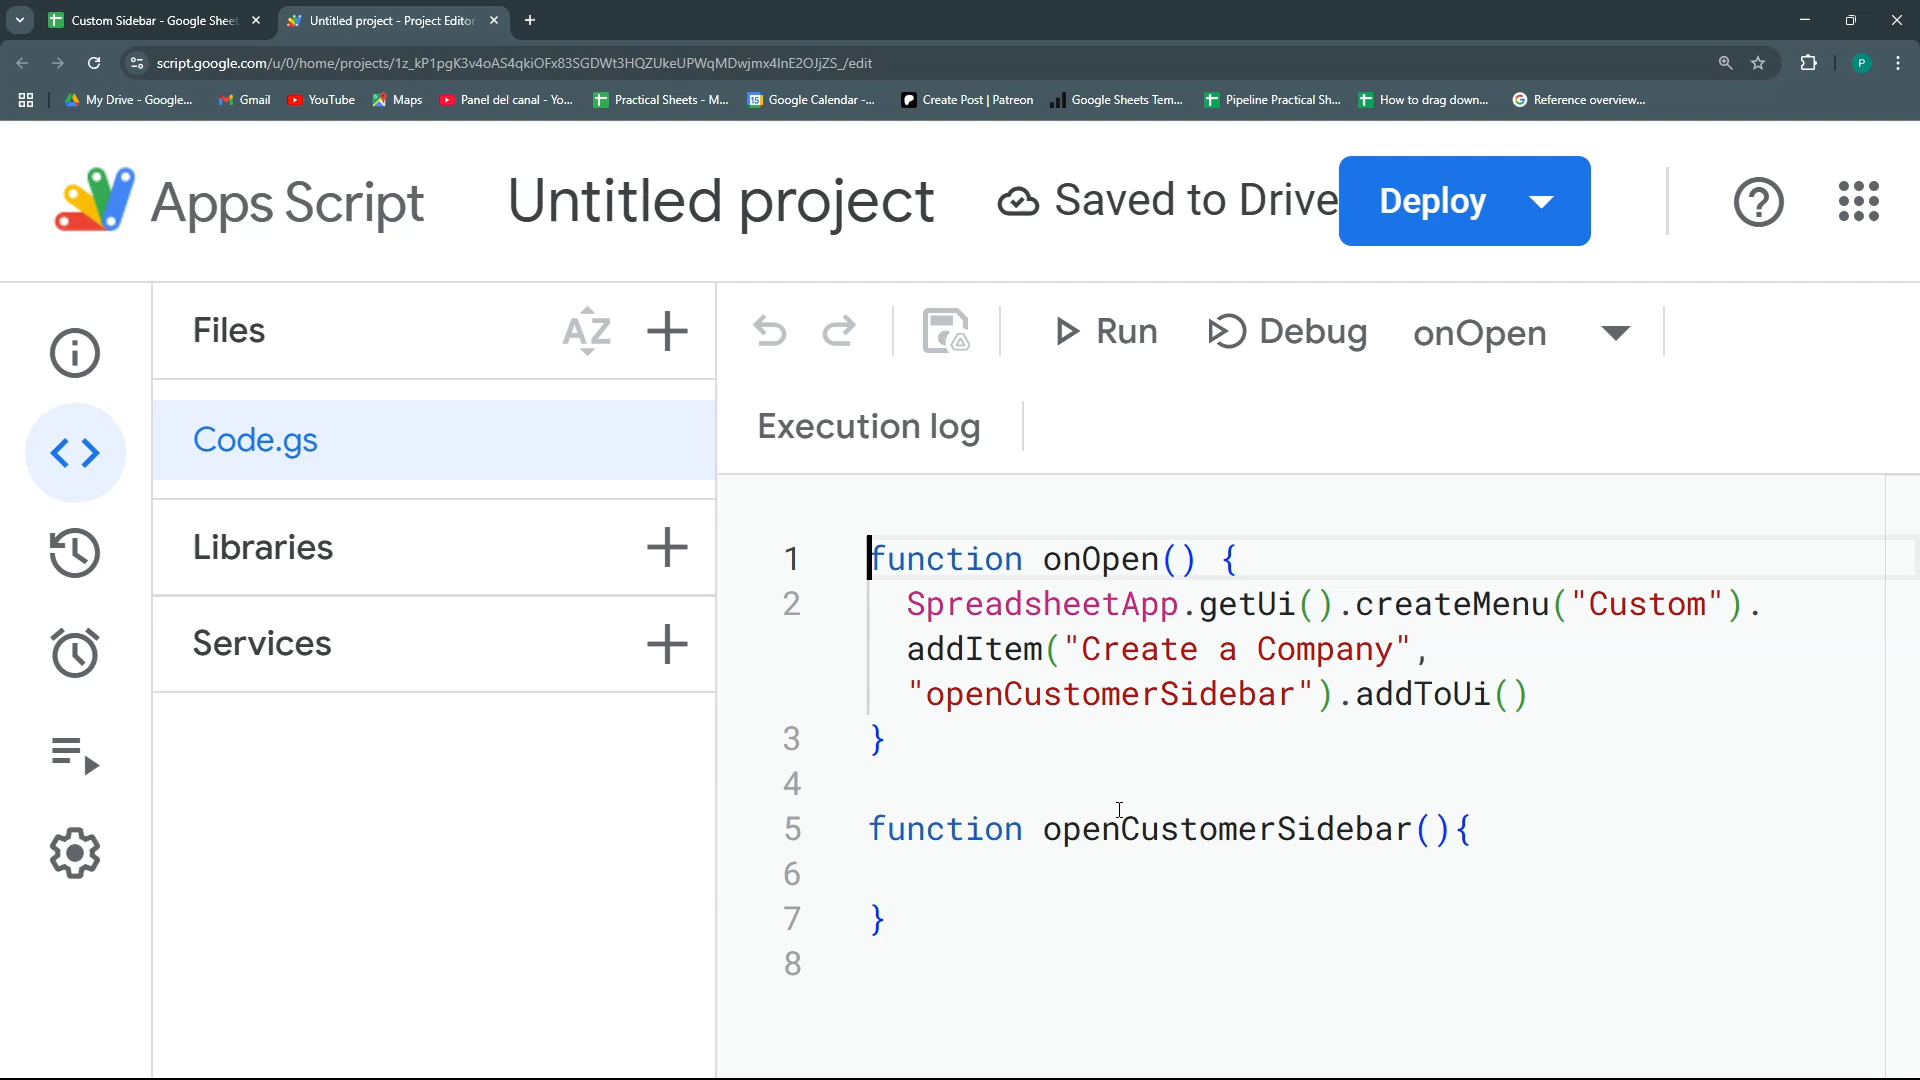 Custom Sidebar - Google Sheet
Untitled project - Project Editor
script.google.com/u/0/home/projects/1z_kP1pgK3v4oAS4qkiOFx83SGDWt3HQZUkeUPWqMDwjmx4lnE2OJjZS_/edit
P
My Drive - Google...
Gmail
YouTube
Maps
Panel del canal - Yo...
Practical Sheets - M...
Google Calendar -...
Create Post | Patreon
Google Sheets Tem...
Pipeline Practical Sh...
How to drag down...
Reference overview...
Apps Script
Untitled project
Saved to Drive
Deploy
Files
AZ
Run
Debug
onOpen
Code.gs
Execution log
Libraries
Services
1 function onOpen() {
2 SpreadsheetApp.getUi().createMenu("Custom").
addItem("Create a Company",
"openCustomerSidebar").addToUi()
3 }
4
5 function openCustomerSidebar(){
6
7 }
8